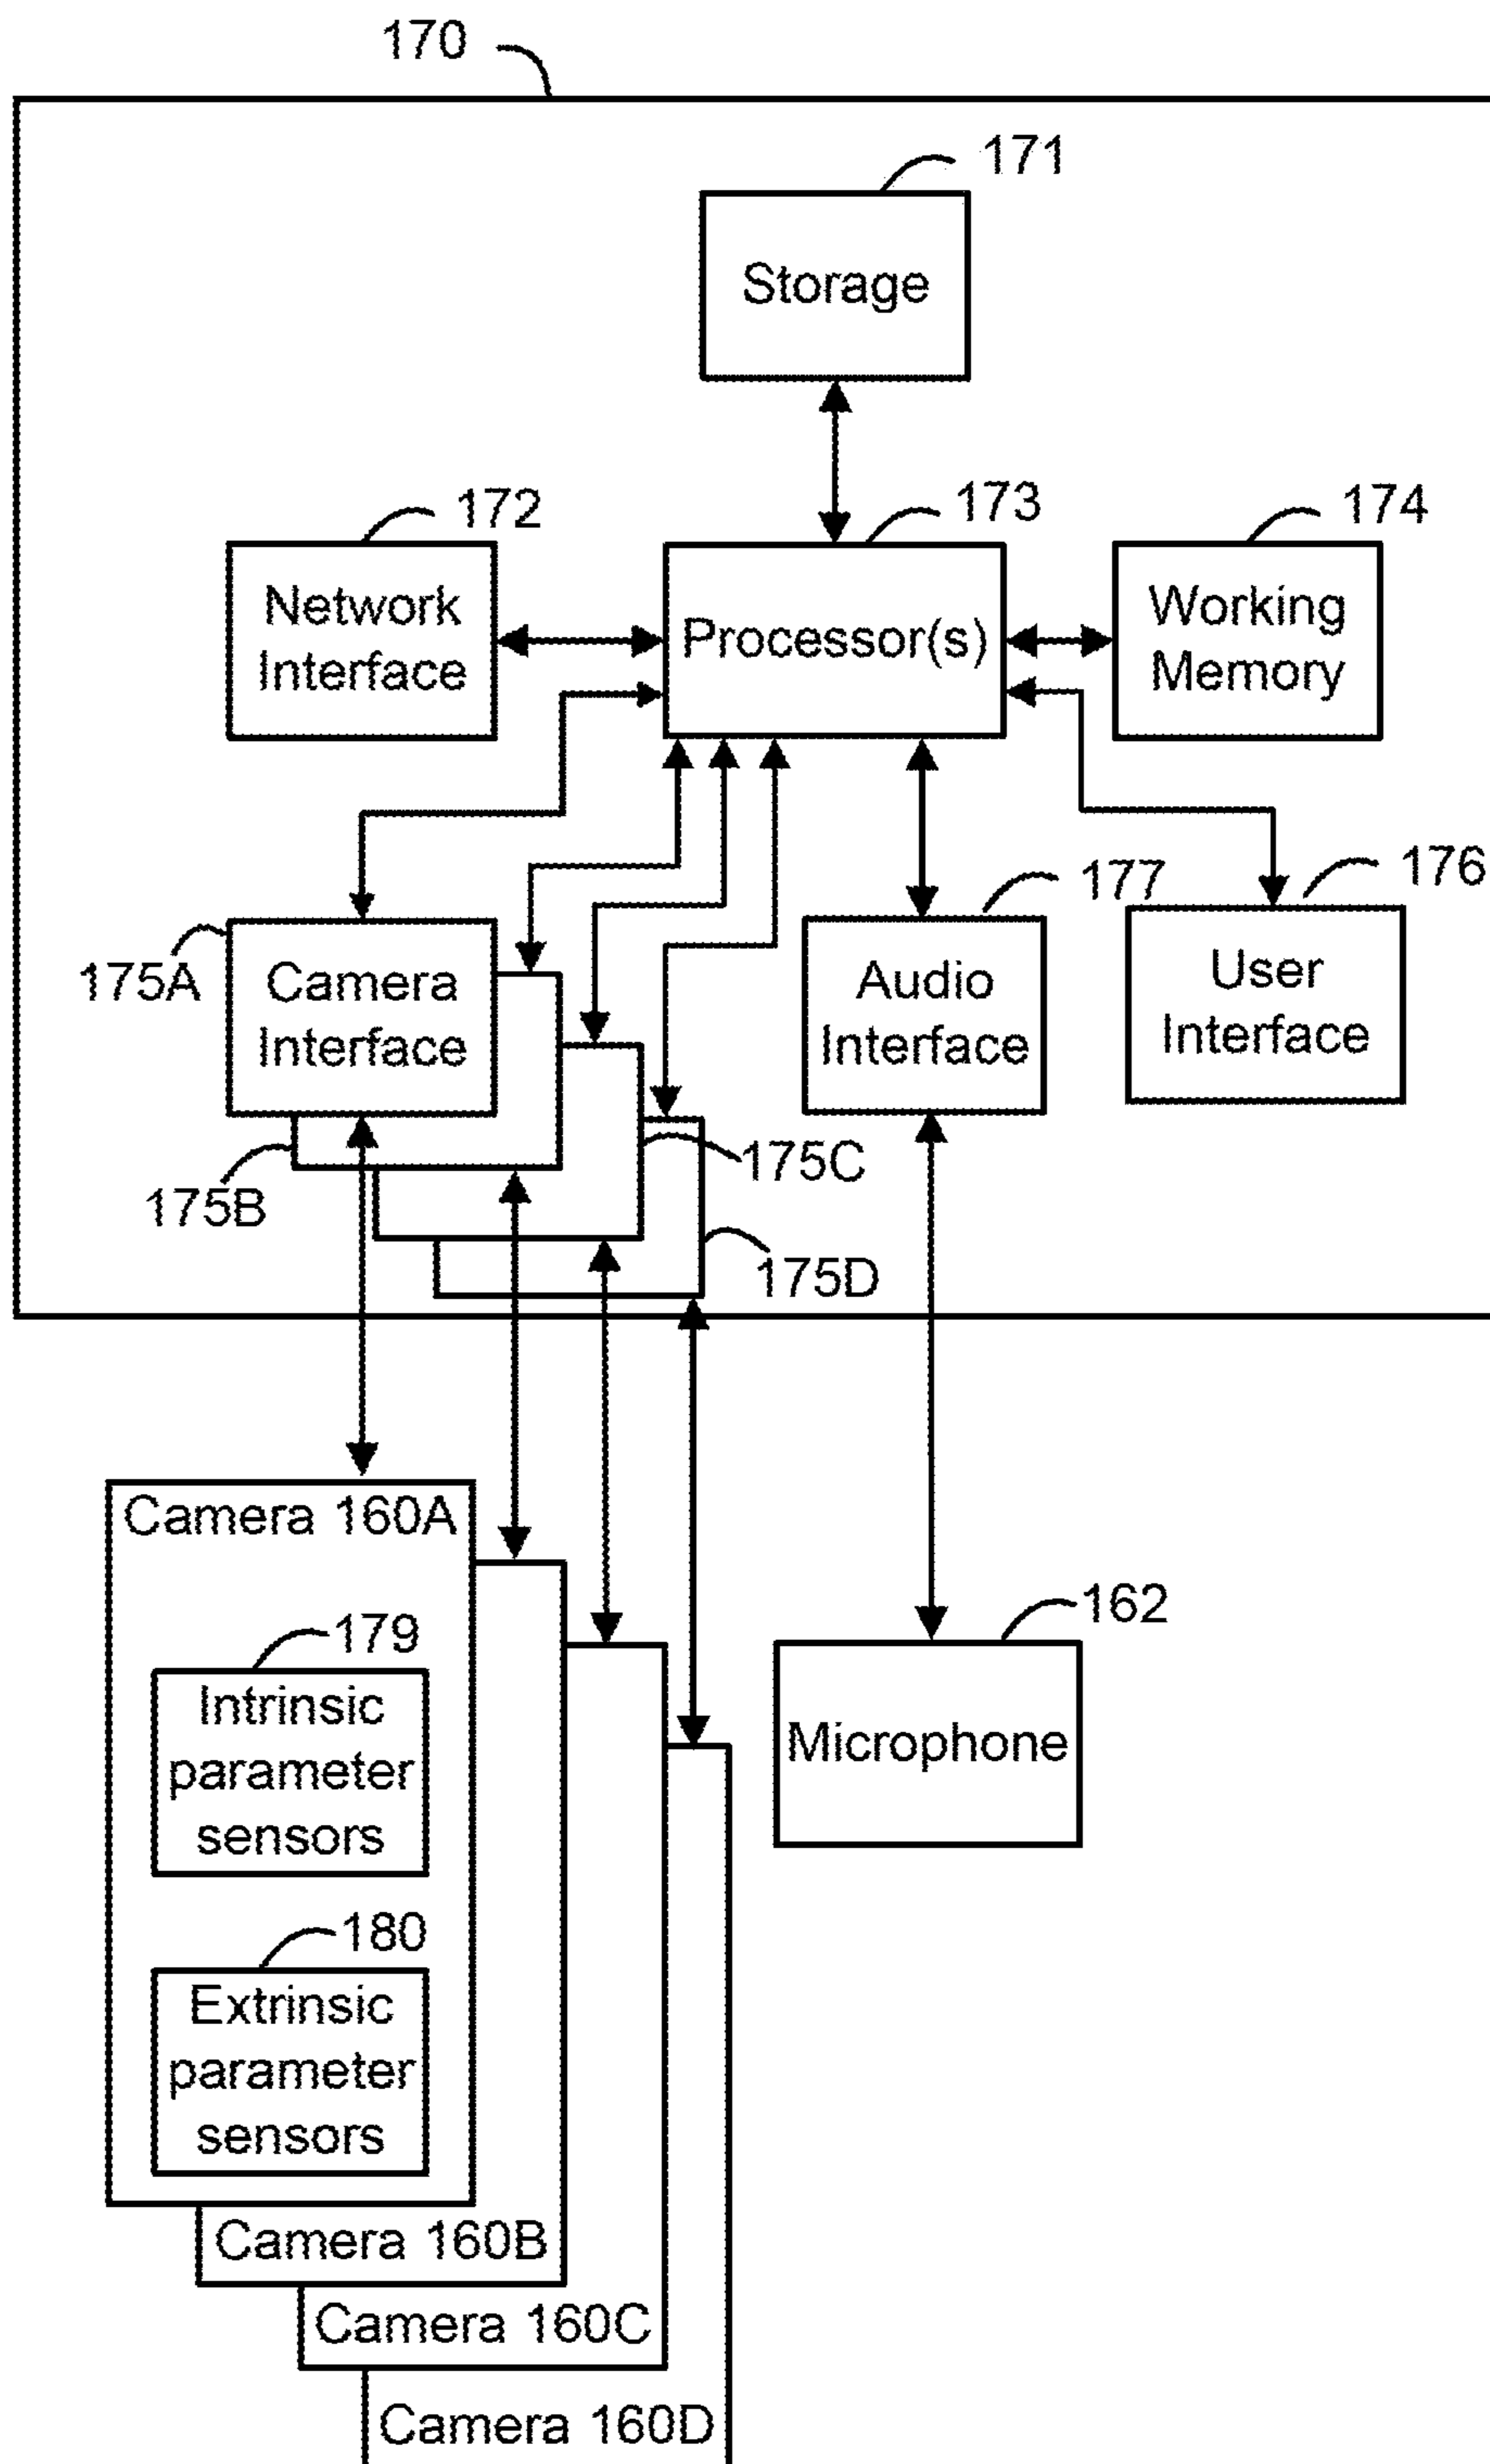 170
171
Storage
172
173
174
Network
Interface
Processor(s)
Working
Memory
175A
Camera
Interface
177
Audio
Interface
176
User
Interface
175B
175C
175D
Camera 160A
179
Intrinsic
parameter
sensors
180
Extrinsic
parameter
sensors
Camera 160B
Camera 160C
Camera 160D
162
Microphone